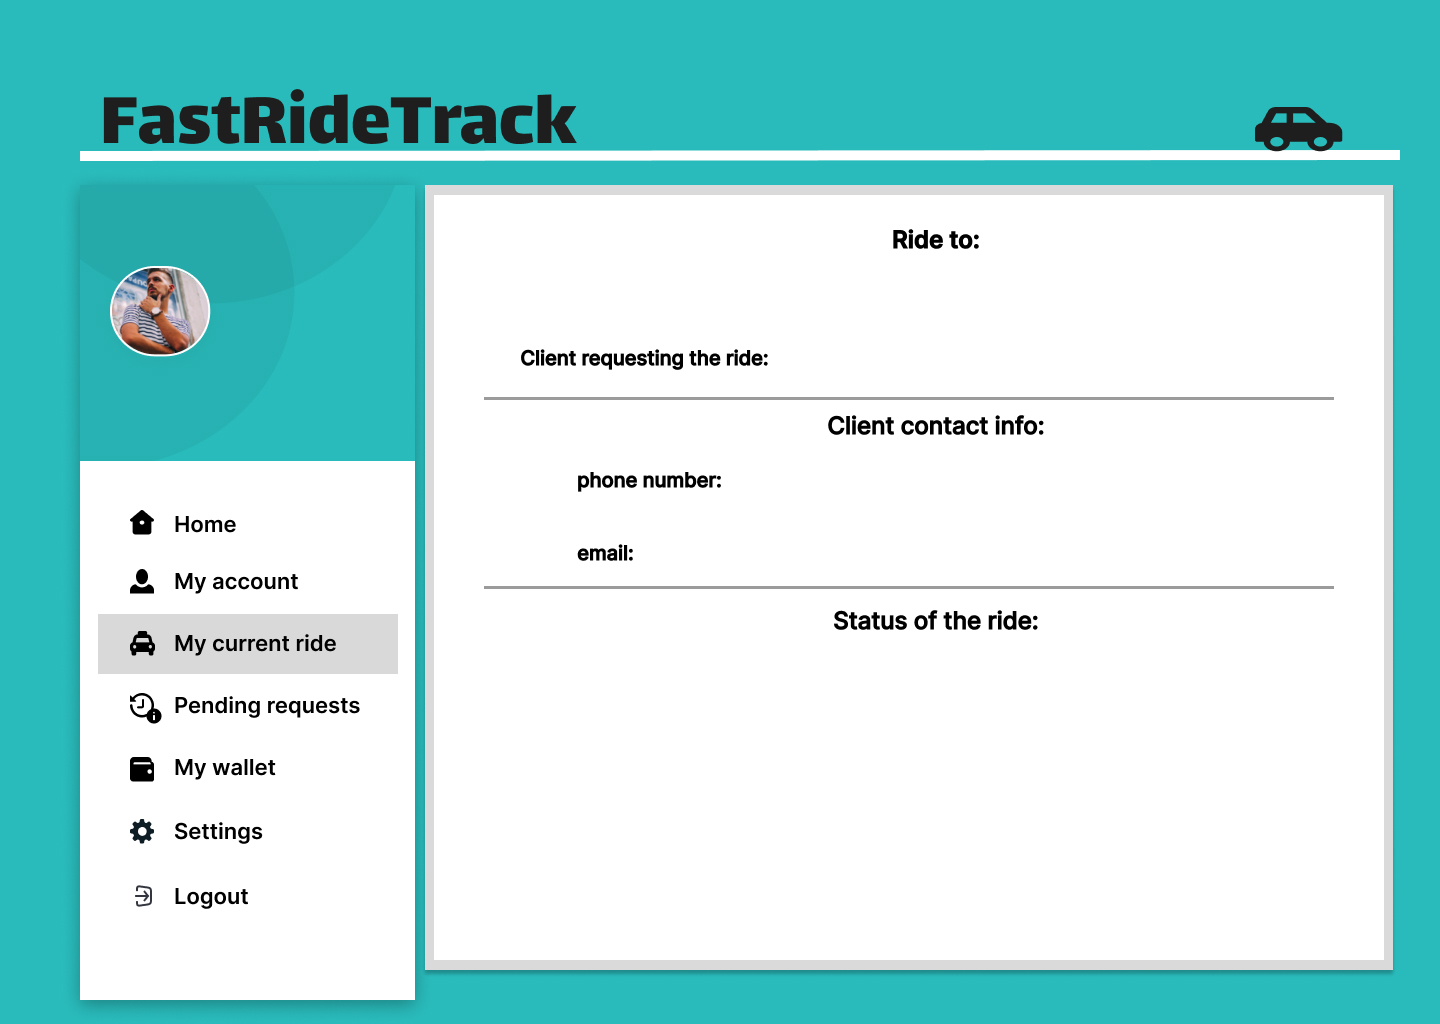 FastRideTrack
Home
My account
My current ride
Pending requests
My wallet
Settings
Logout
Ride to:
Client requesting the ride:
Client contact info:
phone number:
email:
Status of the ride: